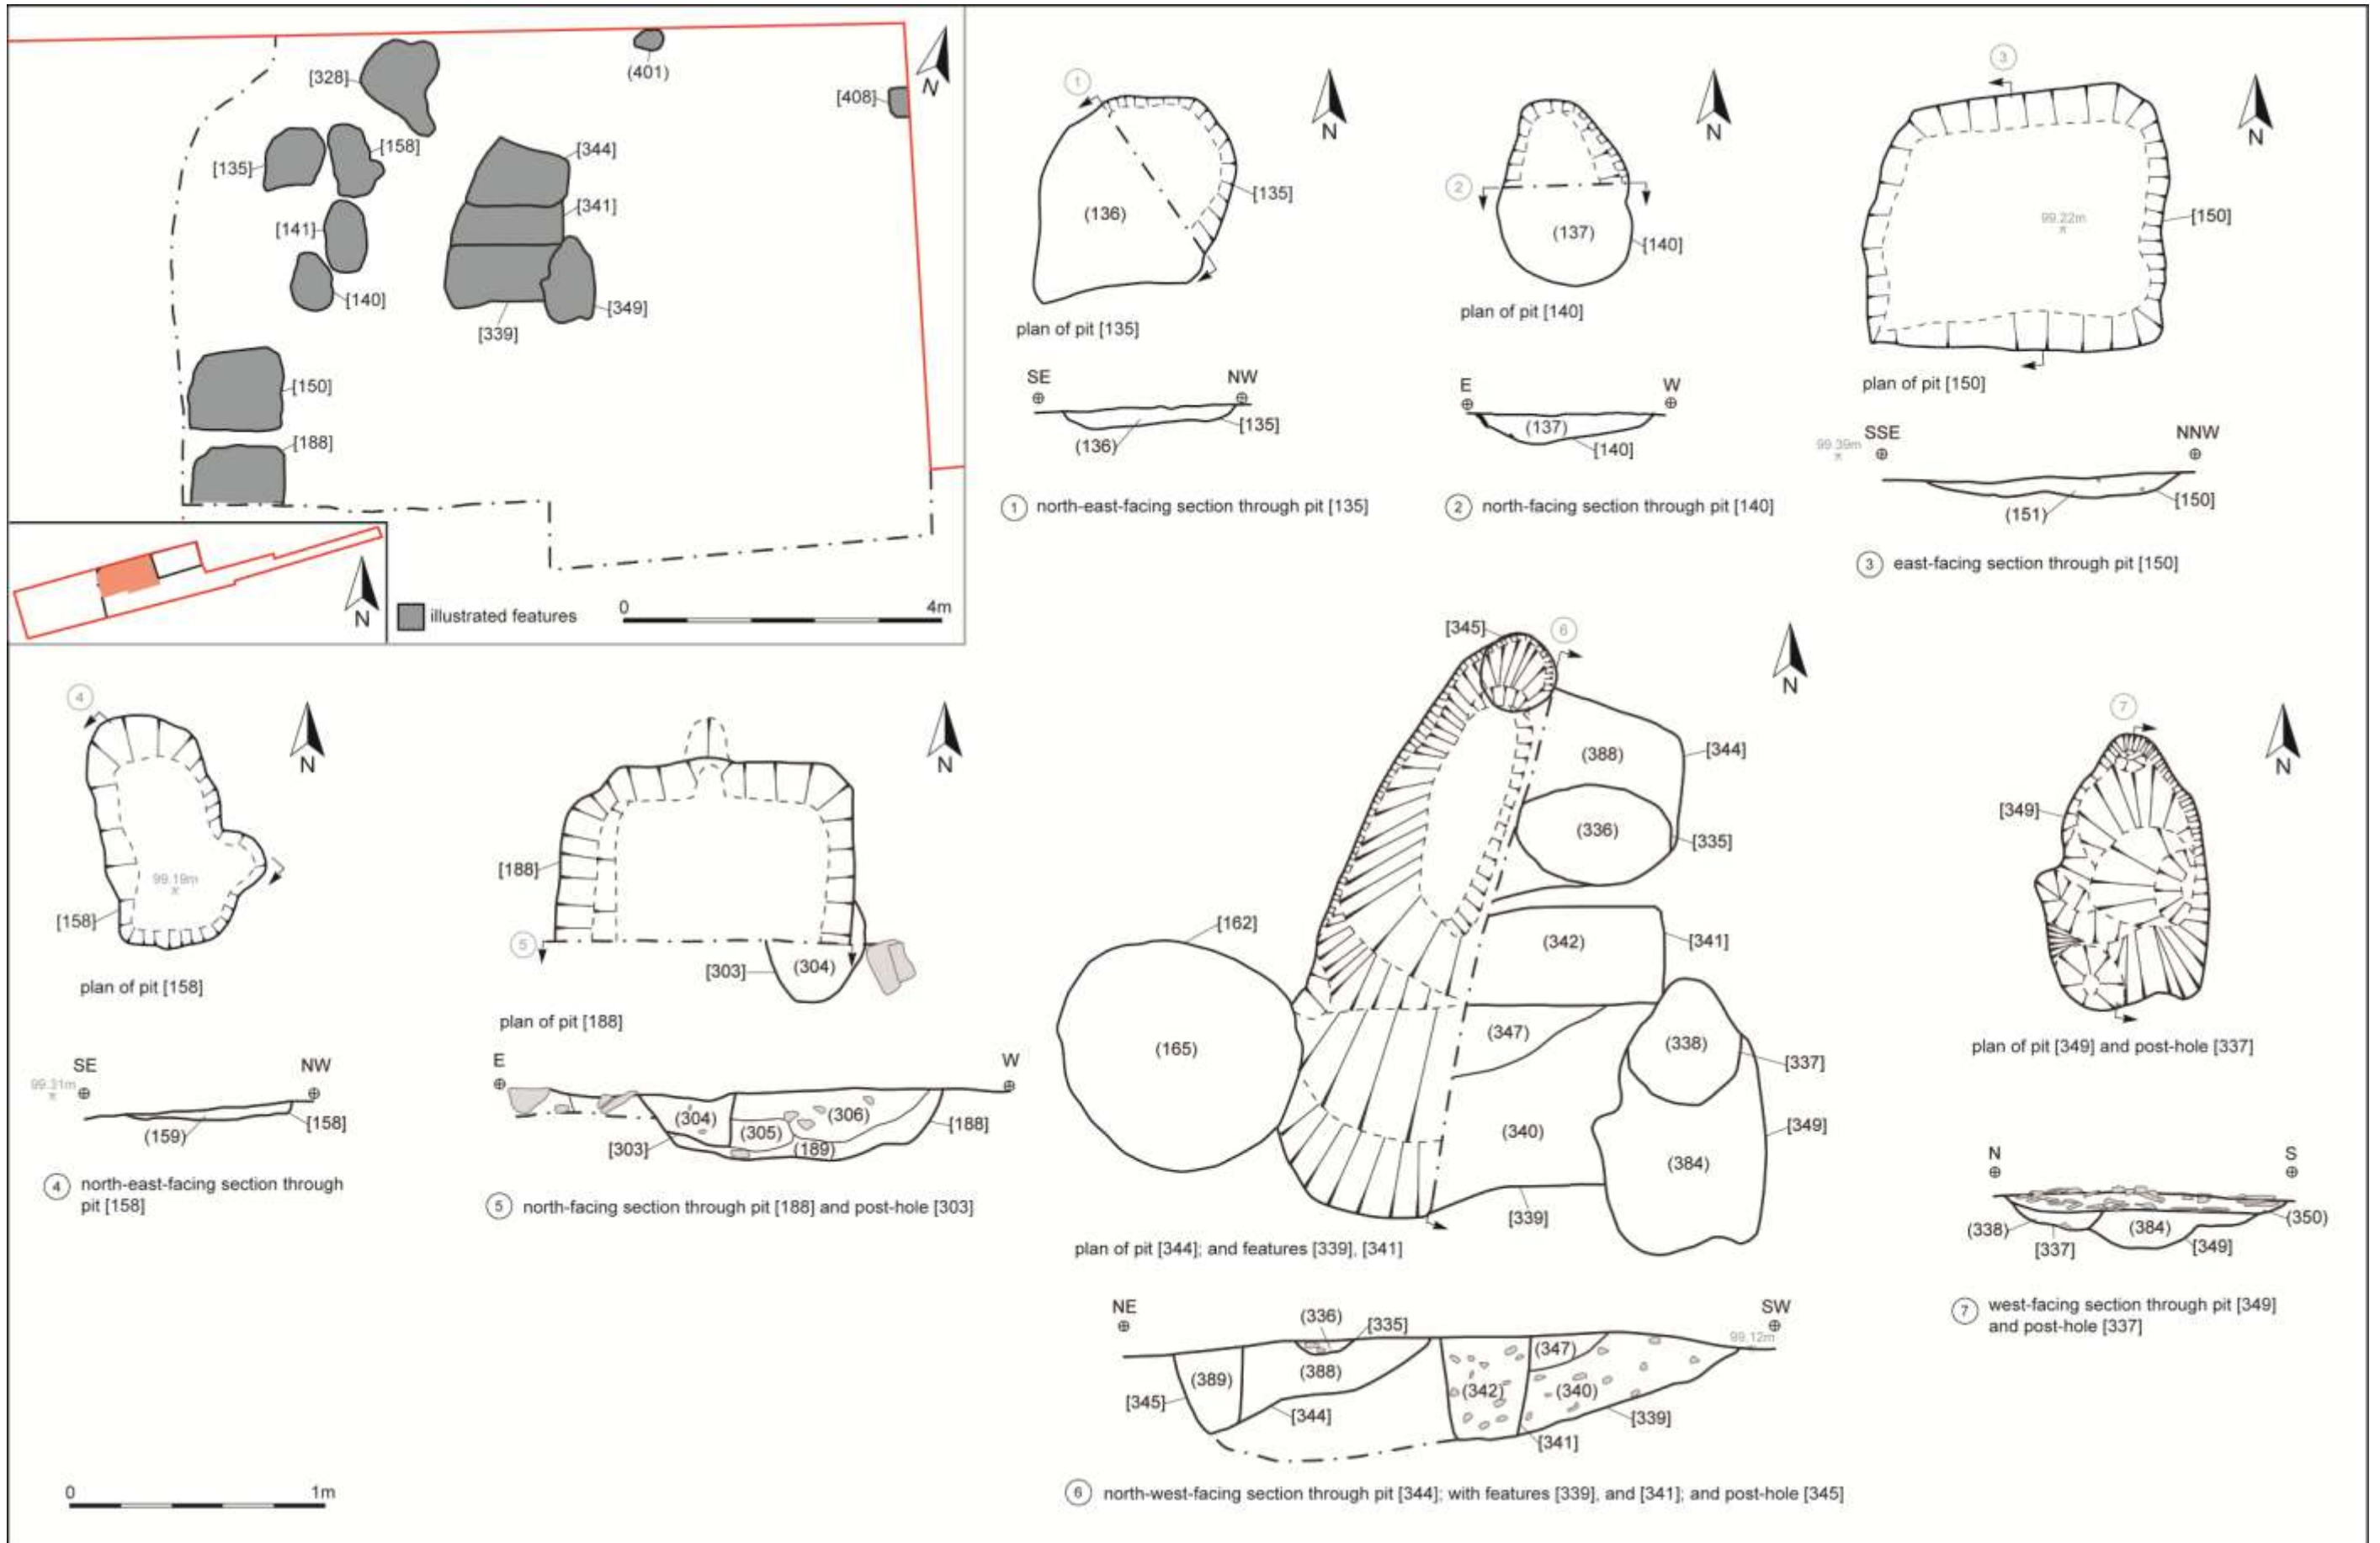 [328]
(401)
[408]
N
[135]
[158]
[344]
[341]
[141]
[140]
[349]
[339]
[150]
[188]
N
illustrated features
0 4m
1
N
[135]
(136)
plan of pit [135]
SE NW
(136)
[135]
1 north-east-facing section through pit [135]
N
2
(137)
[140]
plan of pit [140]
E W
(137)
[140]
2 north-facing section through pit [140]
3
N
99.22m
[150]
plan of pit [150]
99.39m
SSE NNW
(151)
[150]
3 east-facing section through pit [150]
4
N
99.19m
[158]
plan of pit [158]
SE NW
99.31m
(159)
[158]
4 north-east-facing section through
pit [158]
N
[188]
5
[303]
(304)
plan of pit [188]
E W
(304)
(305)
(306)
[303]
(189)
[188]
5 north-facing section through pit [188] and post-hole [303]
[345]
6
N
(388)
[344]
(336)
[335]
[162]
(342)
[341]
(165)
(347)
(338)
[337]
(340)
[349]
(384)
[339]
plan of pit [344]; and features [339], [341]
NE SW
(336)
[335]
99.12m
(389)
(388)
(347)
[345]
[344]
(342)
(340)
[339]
[341]
6 north-west-facing section through pit [344]; with features [339], and [341]; and post-hole [345]
7
N
[349]
plan of pit [349] and post-hole [337]
N S
(338)
[337]
(384)
[349]
(350)
7 west-facing section through pit [349]
and post-hole [337]
0 1m